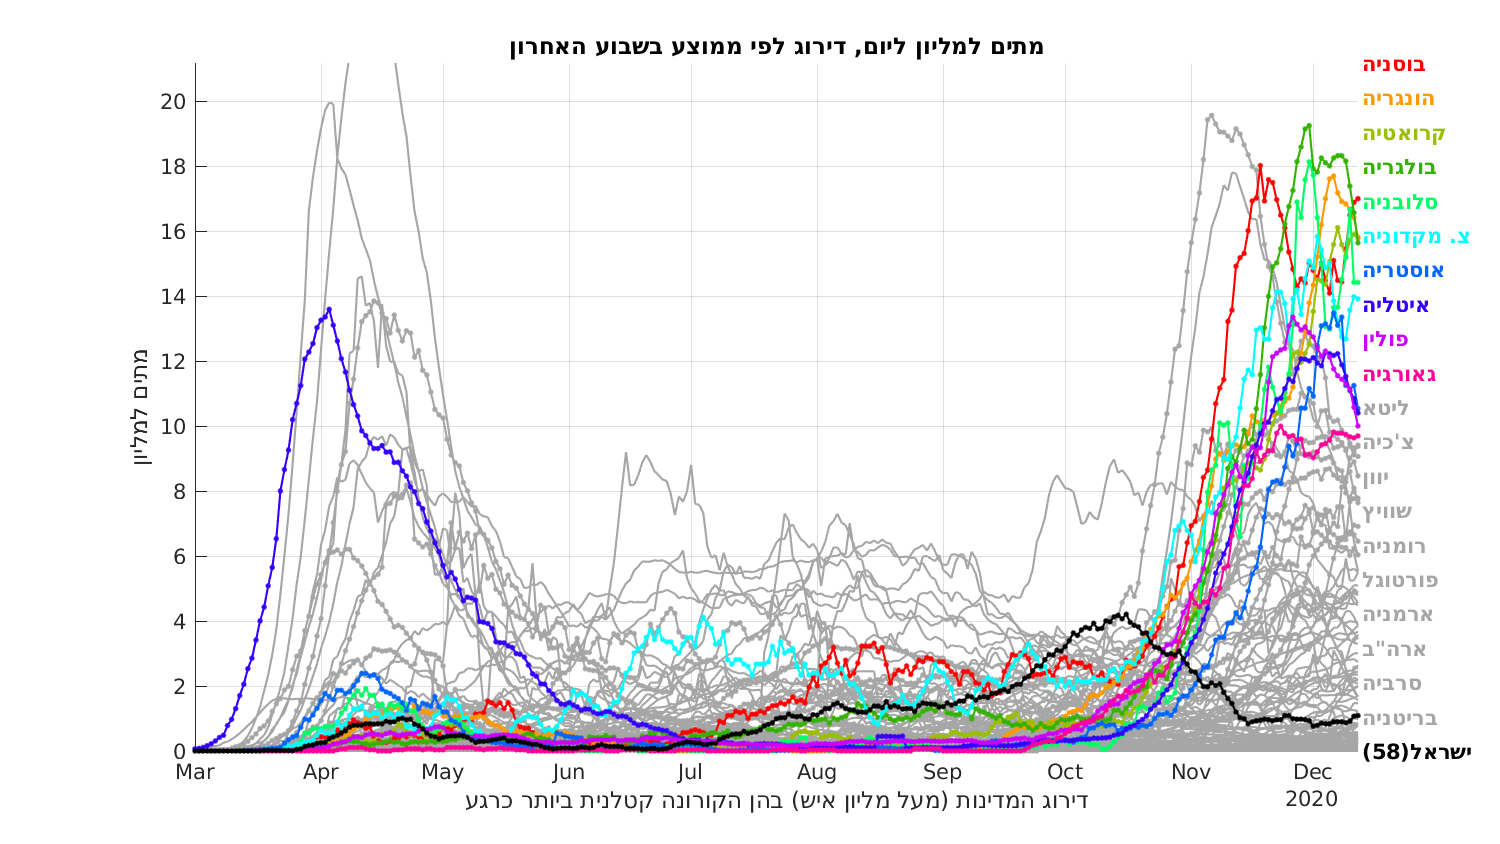 מתים למליון ליום, דירוג לפי ממוצע בשבוע האחרון
מתים למליון
20
18
16
14
12
10
8
6
4
2
0
Mar Apr May Jun Jul Aug Sep Oct Nov Dec
2020
דירוג המדינות (מעל מליון איש) בהן הקורונה קטלנית ביותר כרגע
בוסניה
הונגריה
קרואטיה
בולגריה
סלובניה
צ. מקדוניה
אוסטריה
איטליה
פולין
גאורגיה
ליטא
צ'כיה
יוון
שוויץ
רומניה
פורטוגל
ארמניה
ארה"ב
סרביה
בריטניה
ישראל(58)